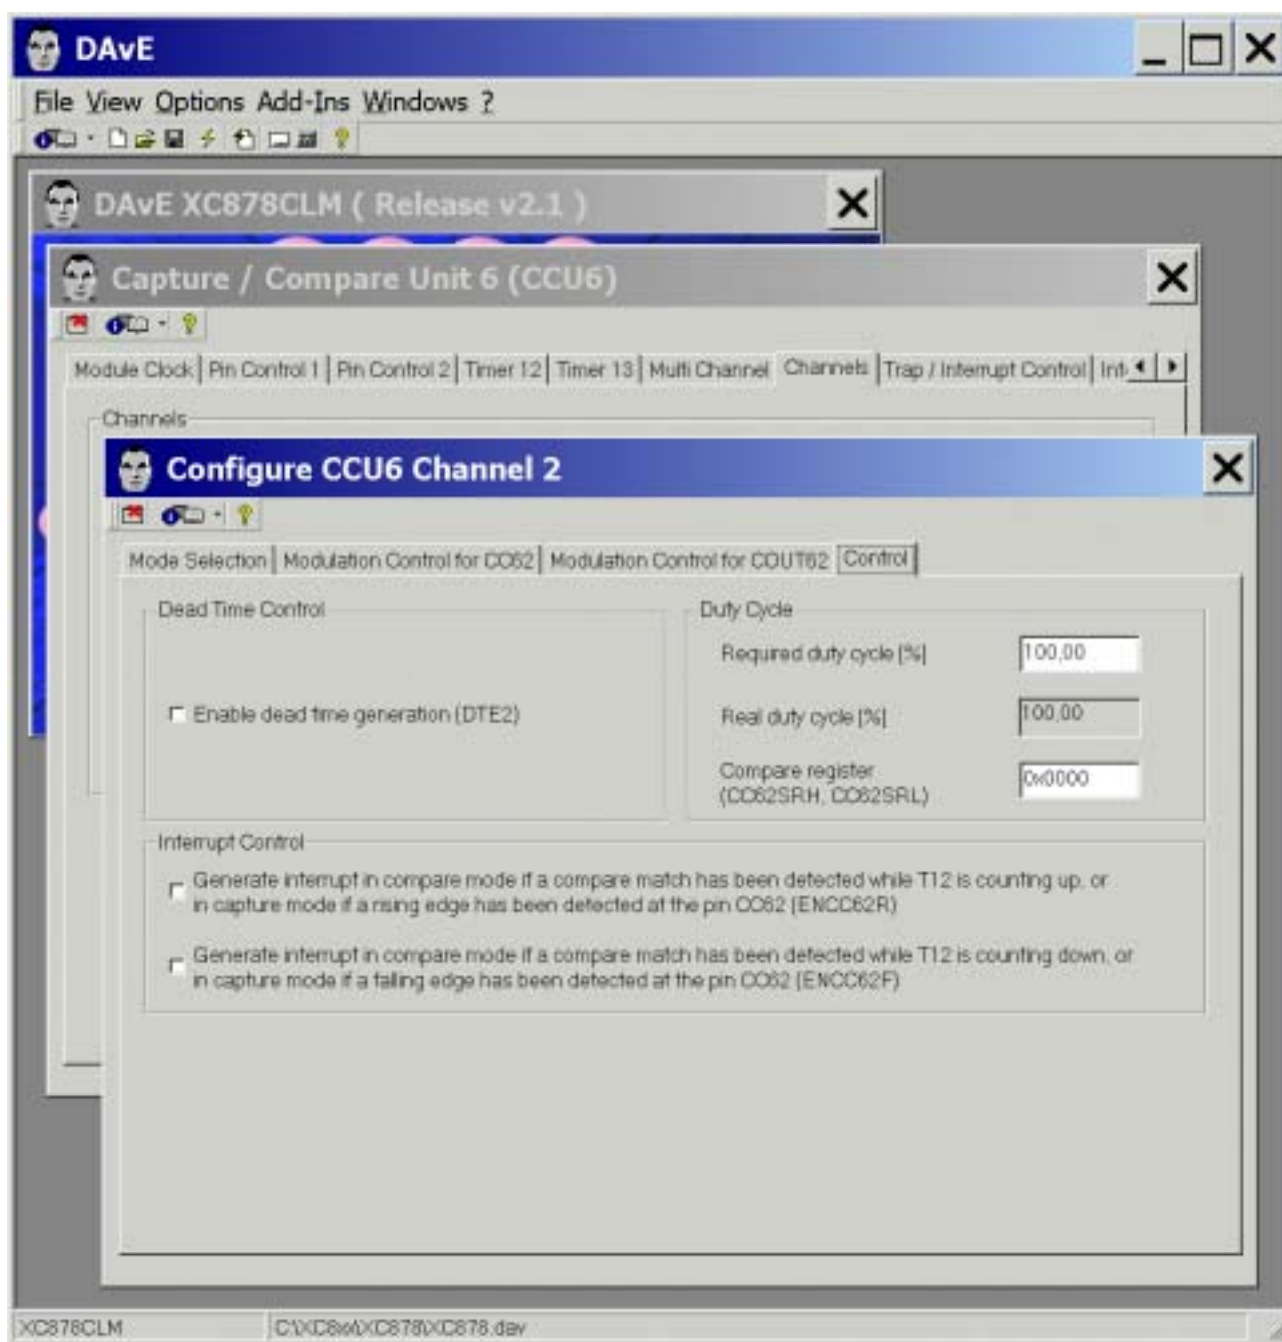 DAvE
File View Options Add-Ins Windows ?
DAvE XC878CLM ( Release v2.1 )
Capture / Compare Unit 6 (CCU6)
Module Clock Pin Control 1 Pin Control 2 Timer 12 Timer 13 Multi Channel Channels Trap / Interrupt Control Int
Channels
Configure CCU6 Channel 2
Mode Selection Modulation Control for CC62 Modulation Control for COUT62 Control
Dead Time Control
Enable dead time generation (DTE2)
Duty Cycle
Required duty cycle [%] 100,00
Real duty cycle [%] 100,00
Compare register
(CC62SRH, CC62SRL) 0x0000
Interrupt Control
Generate interrupt in compare mode if a compare match has been detected while T12 is counting up, or
in capture mode if a rising edge has been detected at the pin CC62 (ENCC62R)
Generate interrupt in compare mode if a compare match has been detected while T12 is counting down, or
in capture mode if a falling edge has been detected at the pin CC62 (ENCC62F)
XC878CLM C:\XC8xx\XC878\XC878.dav